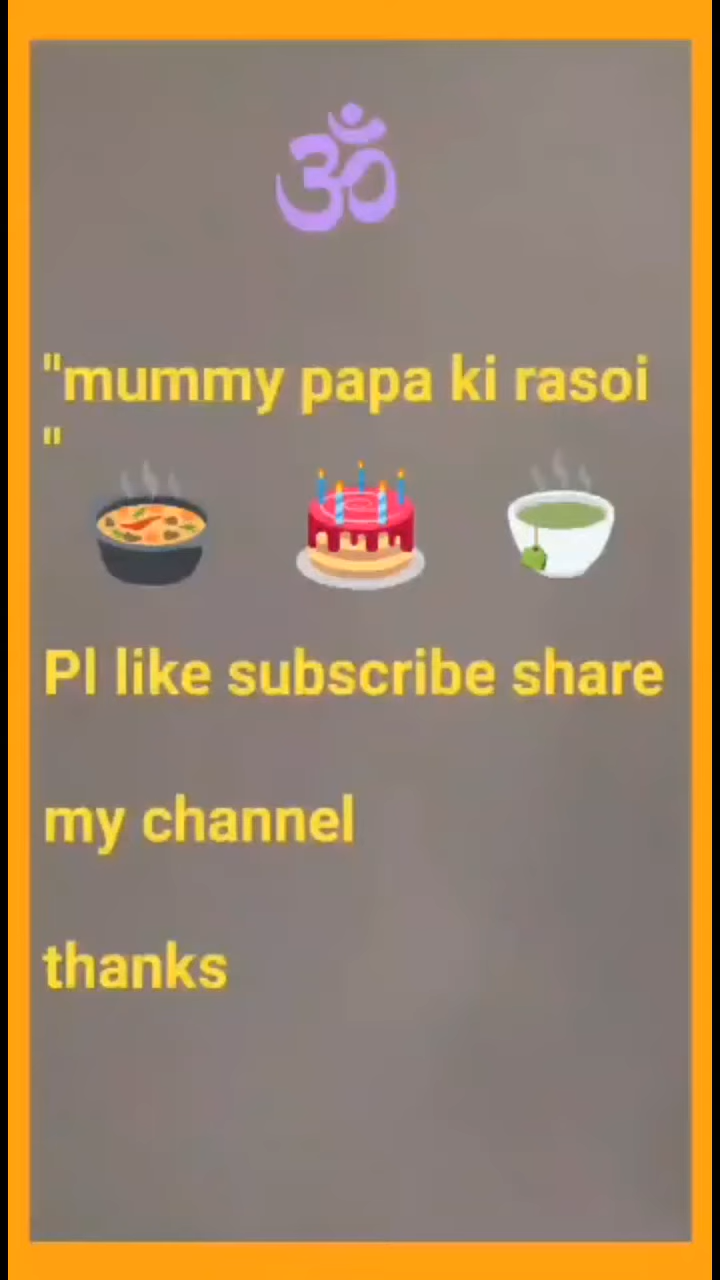 ॐ
"mummy papa ki rasoi
"
Pl like subscribe share
my channel
thanks